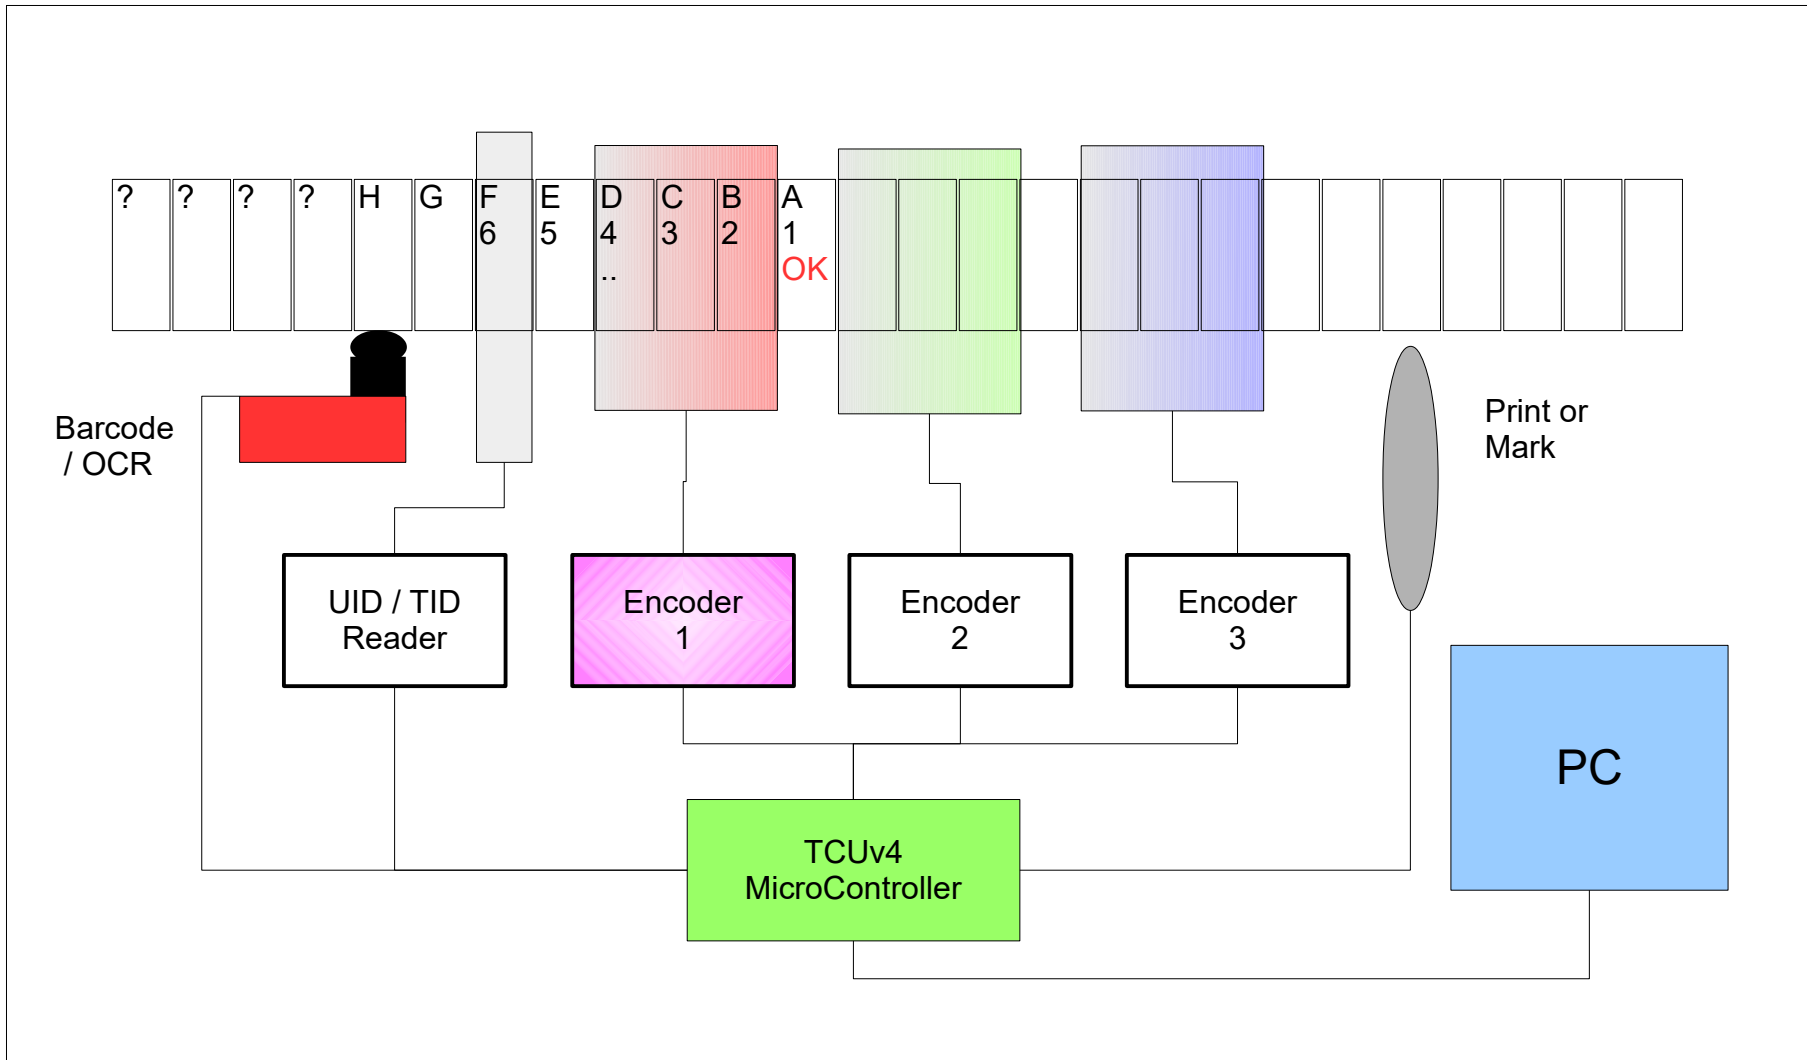 ? ? ? ? H G F E D C B A
6 5 4 3 2 1
.. OK
Barcode
/ OCR
Print or
Mark
UID / TID
Reader
Encoder
1
Encoder
2
Encoder
3
PC
TCUv4
MicroController